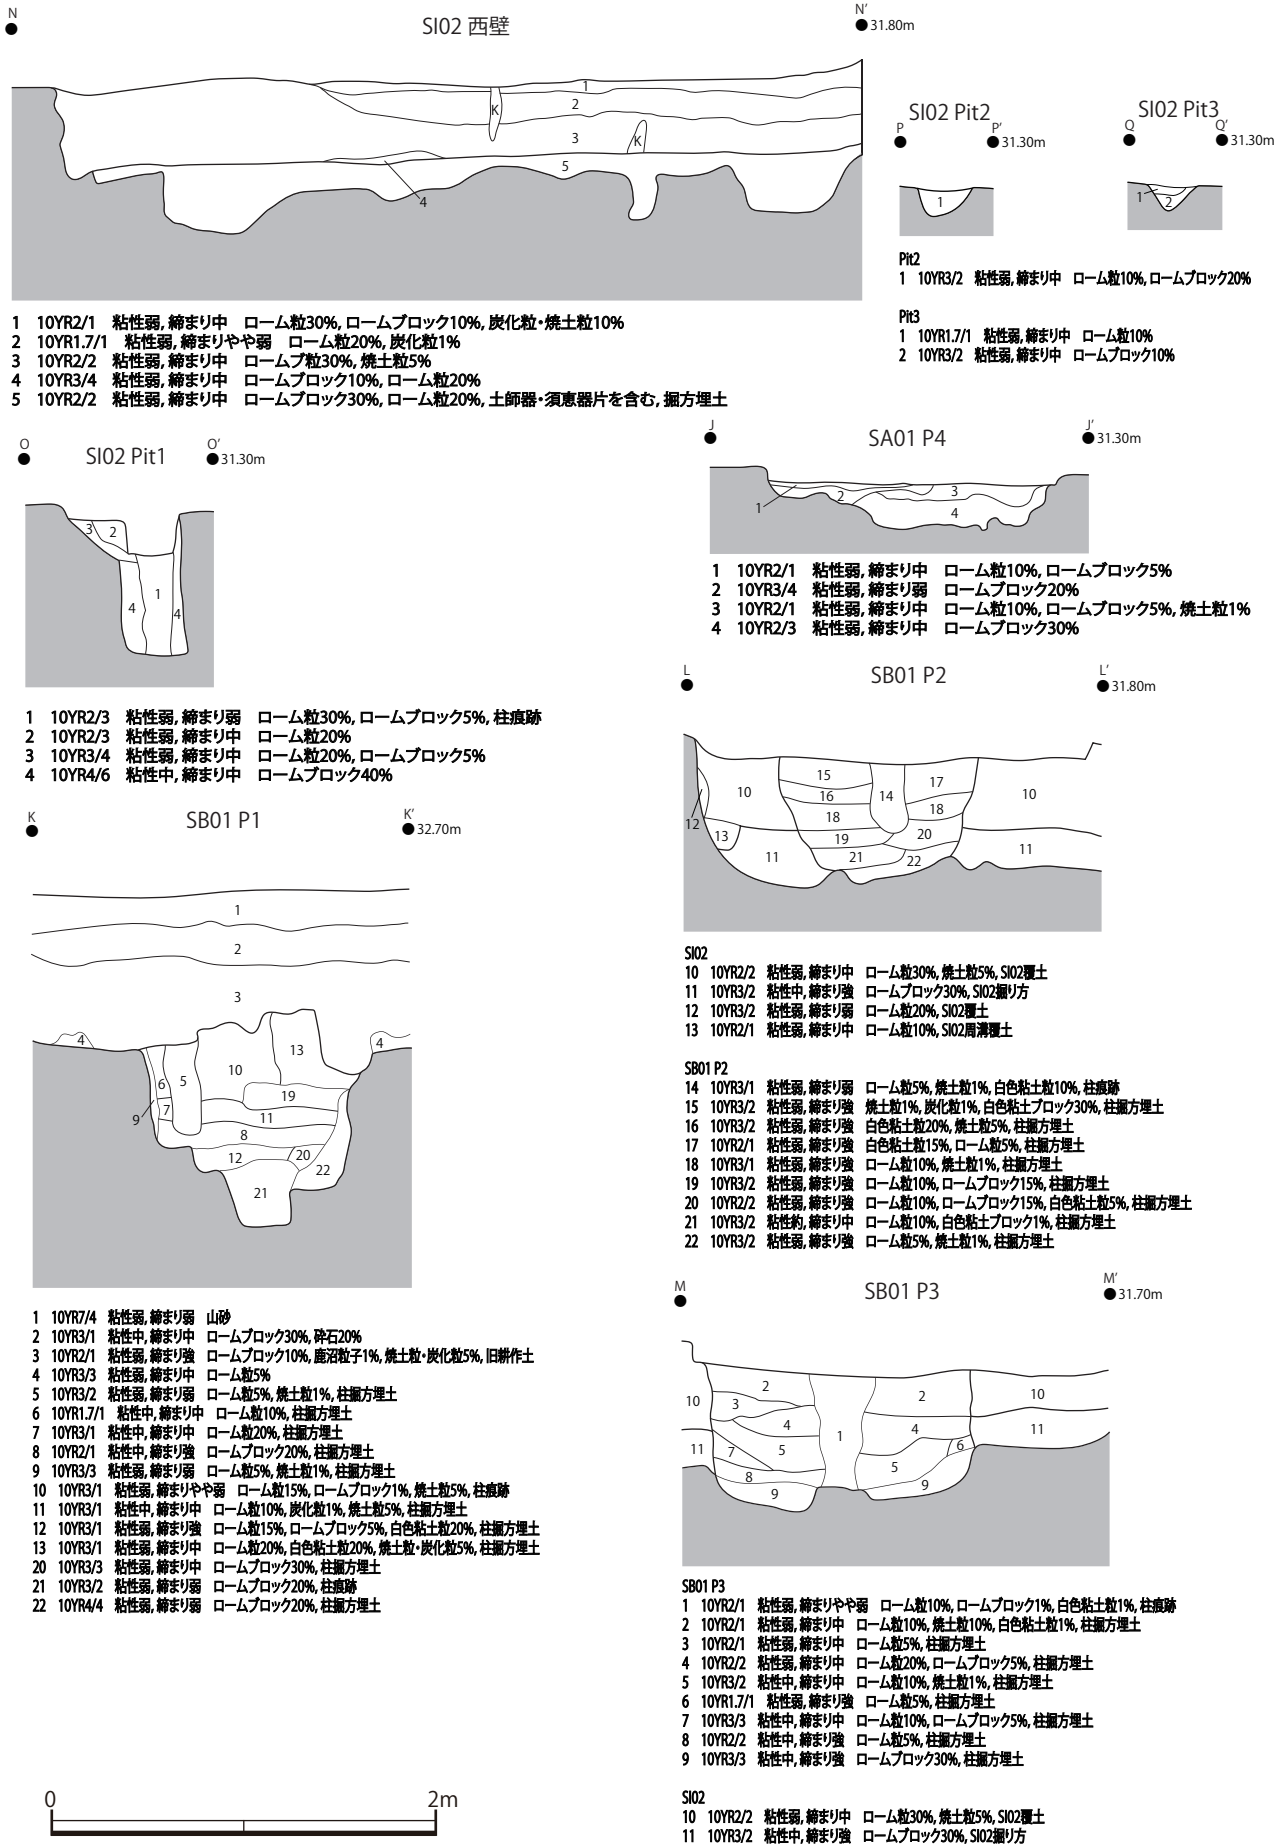 N
SI02 西壁
N′
31.80m
1
2
3
K
K
5
4
1 10YR2/1 粘性弱, 締まり中 ローム粒30%, ロームブロック10%, 炭化粒・焼土粒10%
2 10YR1.7/1 粘性弱, 締まりやや弱 ローム粒20%, 炭化粒1%
3 10YR2/2 粘性弱, 締まり中 ロームブ粒30%, 焼土粒5%
4 10YR3/4 粘性弱, 締まり中 ロームブロック10%, ローム粒20%
5 10YR2/2 粘性弱, 締まり中 ロームブロック30%, ローム粒20%, 土師器・須恵器片を含む, 掘方埋土
SI02 Pit2
P
P′
31.30m
1
SI02 Pit3
Q
Q′
31.30m
1
2
Pit2
1 10YR3/2 粘性弱, 締まり中 ローム粒10%, ロームブロック20%
Pit3
1 10YR1.7/1 粘性弱, 締まり中 ローム粒10%
2 10YR3/2 粘性弱, 締まり中 ロームブロック10%
O
SI02 Pit1
O′
31.30m
3
2
4
1
4
1 10YR2/3 粘性弱, 締まり弱 ローム粒30%, ロームブロック5%, 柱痕跡
2 10YR2/3 粘性弱, 締まり中 ローム粒20%
3 10YR3/4 粘性弱, 締まり中 ローム粒20%, ロームブロック5%
4 10YR4/6 粘性中, 締まり中 ロームブロック40%
J
SA01 P4
J′
31.30m
1
2
3
4
1 10YR2/1 粘性弱, 締まり中 ローム粒10%, ロームブロック5%
2 10YR3/4 粘性弱, 締まり弱 ロームブロック20%
3 10YR2/1 粘性弱, 締まり中 ローム粒10%, ロームブロック5%, 焼土粒1%
4 10YR2/3 粘性弱, 締まり中 ロームブロック30%
K
SB01 P1
K′
32.70m
1
2
3
4
4
13
10
6
5
19
7
9
11
8
12
20
22
21
1 10YR7/4 粘性弱, 締まり弱 山砂
2 10YR3/1 粘性中, 締まり中 ロームブロック30%, 砕石20%
3 10YR2/1 粘性弱, 締まり強 ロームブロック10%, 鹿沼粒子1%, 焼土粒・炭化粒5%, 旧耕作土
4 10YR3/3 粘性弱, 締まり中 ローム粒5%
5 10YR3/2 粘性弱, 締まり弱 ローム粒5%, 焼土粒1%, 柱掘方埋土
6 10YR1.7/1 粘性中, 締まり中 ローム粒10%, 柱掘方埋土
7 10YR3/1 粘性中, 締まり中 ローム粒20%, 柱掘方埋土
8 10YR2/1 粘性中, 締まり強 ロームブロック20%, 柱掘方埋土
9 10YR3/3 粘性弱, 締まり弱 ローム粒5%, 焼土粒1%, 柱掘方埋土
10 10YR3/1 粘性弱, 締まりやや弱 ローム粒15%, ロームブロック1%, 焼土粒5%, 柱痕跡
11 10YR3/1 粘性中, 締まり中 ローム粒10%, 炭化粒1%, 焼土粒5%, 柱掘方埋土
12 10YR3/1 粘性弱, 締まり強 ローム粒15%, ロームブロック5%, 白色粘土粒20%, 柱掘方埋土
13 10YR3/1 粘性弱, 締まり中 ローム粒20%, 白色粘土粒20%, 焼土粒・炭化粒5%, 柱掘方埋土
20 10YR3/3 粘性弱, 締まり中 ロームブロック30%, 柱掘方埋土
21 10YR3/2 粘性弱, 締まり弱 ロームブロック20%, 柱痕跡
22 10YR4/4 粘性弱, 締まり弱 ロームブロック20%, 柱掘方埋土
L
SB01 P2
L′
31.80m
15
17
10
16
14
10
18
12
18
13
19
20
11
21
22
11
SI02
10 10YR2/2 粘性弱, 締まり中 ローム粒30%, 焼土粒5%, SI02覆土
11 10YR3/2 粘性中, 締まり強 ロームブロック30%, SI02掘り方
12 10YR3/2 粘性弱, 締まり弱 ローム粒20%, SI02覆土
13 10YR2/1 粘性弱, 締まり中 ローム粒10%, SI02周溝覆土
SB01 P2
14 10YR3/1 粘性弱, 締まり弱 ローム粒5%, 焼土粒1%, 白色粘土粒10%, 柱痕跡
15 10YR3/2 粘性弱, 締まり強 焼土粒1%, 炭化粒1%, 白色粘土ブロック30%, 柱掘方埋土
16 10YR3/2 粘性弱, 締まり強 白色粘土粒20%, 焼土粒5%, 柱掘方埋土
17 10YR2/1 粘性弱, 締まり強 白色粘土粒15%, ローム粒5%, 柱掘方埋土
18 10YR3/1 粘性弱, 締まり強 ローム粒10%, 焼土粒1%, 柱掘方埋土
19 10YR3/2 粘性弱, 締まり強 ローム粒10%, ロームブロック15%, 柱掘方埋土
20 10YR2/2 粘性弱, 締まり強 ローム粒10%, ロームブロック15%, 白色粘土粒5%, 柱掘方埋土
21 10YR3/2 粘性約, 締まり中 ローム粒10%, 白色粘土ブロック1%, 柱掘方埋土
22 10YR3/2 粘性弱, 締まり強 ローム粒5%, 焼土粒1%, 柱掘方埋土
M
SB01 P3
M′
31.70m
2
2
10
10
3
4
4
1
11
11
7
5
6
5
8
9
9
SB01 P3
1 10YR2/1 粘性弱, 締まりやや弱 ローム粒10%, ロームブロック1%, 白色粘土粒1%, 柱痕跡
2 10YR2/1 粘性弱, 締まり中 ローム粒10%, 焼土粒10%, 白色粘土粒1%, 柱掘方埋土
3 10YR2/1 粘性弱, 締まり中 ローム粒5%, 柱掘方埋土
4 10YR2/2 粘性弱, 締まり中 ローム粒20%, ロームブロック5%, 柱掘方埋土
5 10YR3/2 粘性中, 締まり中 ローム粒10%, 焼土粒1%, 柱掘方埋土
6 10YR1.7/1 粘性弱, 締まり強 ローム粒5%, 柱掘方埋土
7 10YR3/3 粘性中, 締まり中 ローム粒10%, ロームブロック5%, 柱掘方埋土
8 10YR2/2 粘性中, 締まり強 ローム粒5%, 柱掘方埋土
9 10YR3/3 粘性中, 締まり強 ロームブロック30%, 柱掘方埋土
SI02
10 10YR2/2 粘性弱, 締まり中 ローム粒30%, 焼土粒5%, SI02覆土
11 10YR3/2 粘性中, 締まり強 ロームブロック30%, SI02掘り方
0
2m